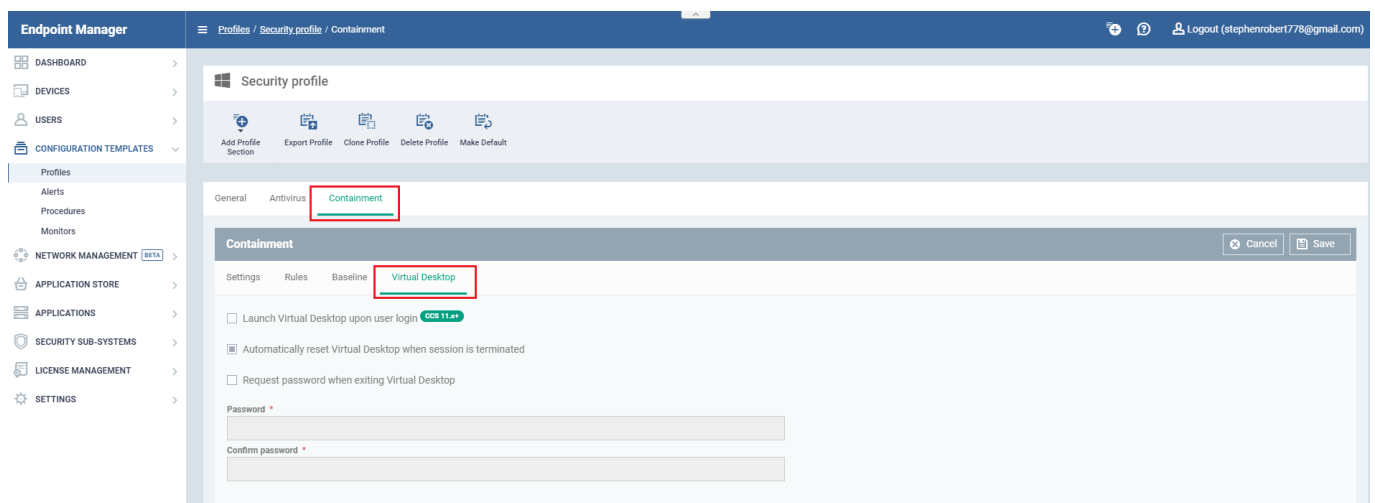 Endpoint Manager
Profiles / Security profile / Containment
Logout (stephenrobert778@gmail.com)
DASHBOARD
DEVICES
USERS
CONFIGURATION TEMPLATES
Profiles
Alerts
Procedures
Monitors
NETWORK MANAGEMENT BETA
APPLICATION STORE
APPLICATIONS
SECURITY SUB-SYSTEMS
LICENSE MANAGEMENT
SETTINGS
Security profile
Add Profile Section
Export Profile
Clone Profile
Delete Profile
Make Default
General Antivirus Containment
Containment
Cancel Save
Settings Rules Baseline Virtual Desktop
Launch Virtual Desktop upon user login CCS 11.x+
Automatically reset Virtual Desktop when session is terminated
Request password when exiting Virtual Desktop
Password *
Confirm password *